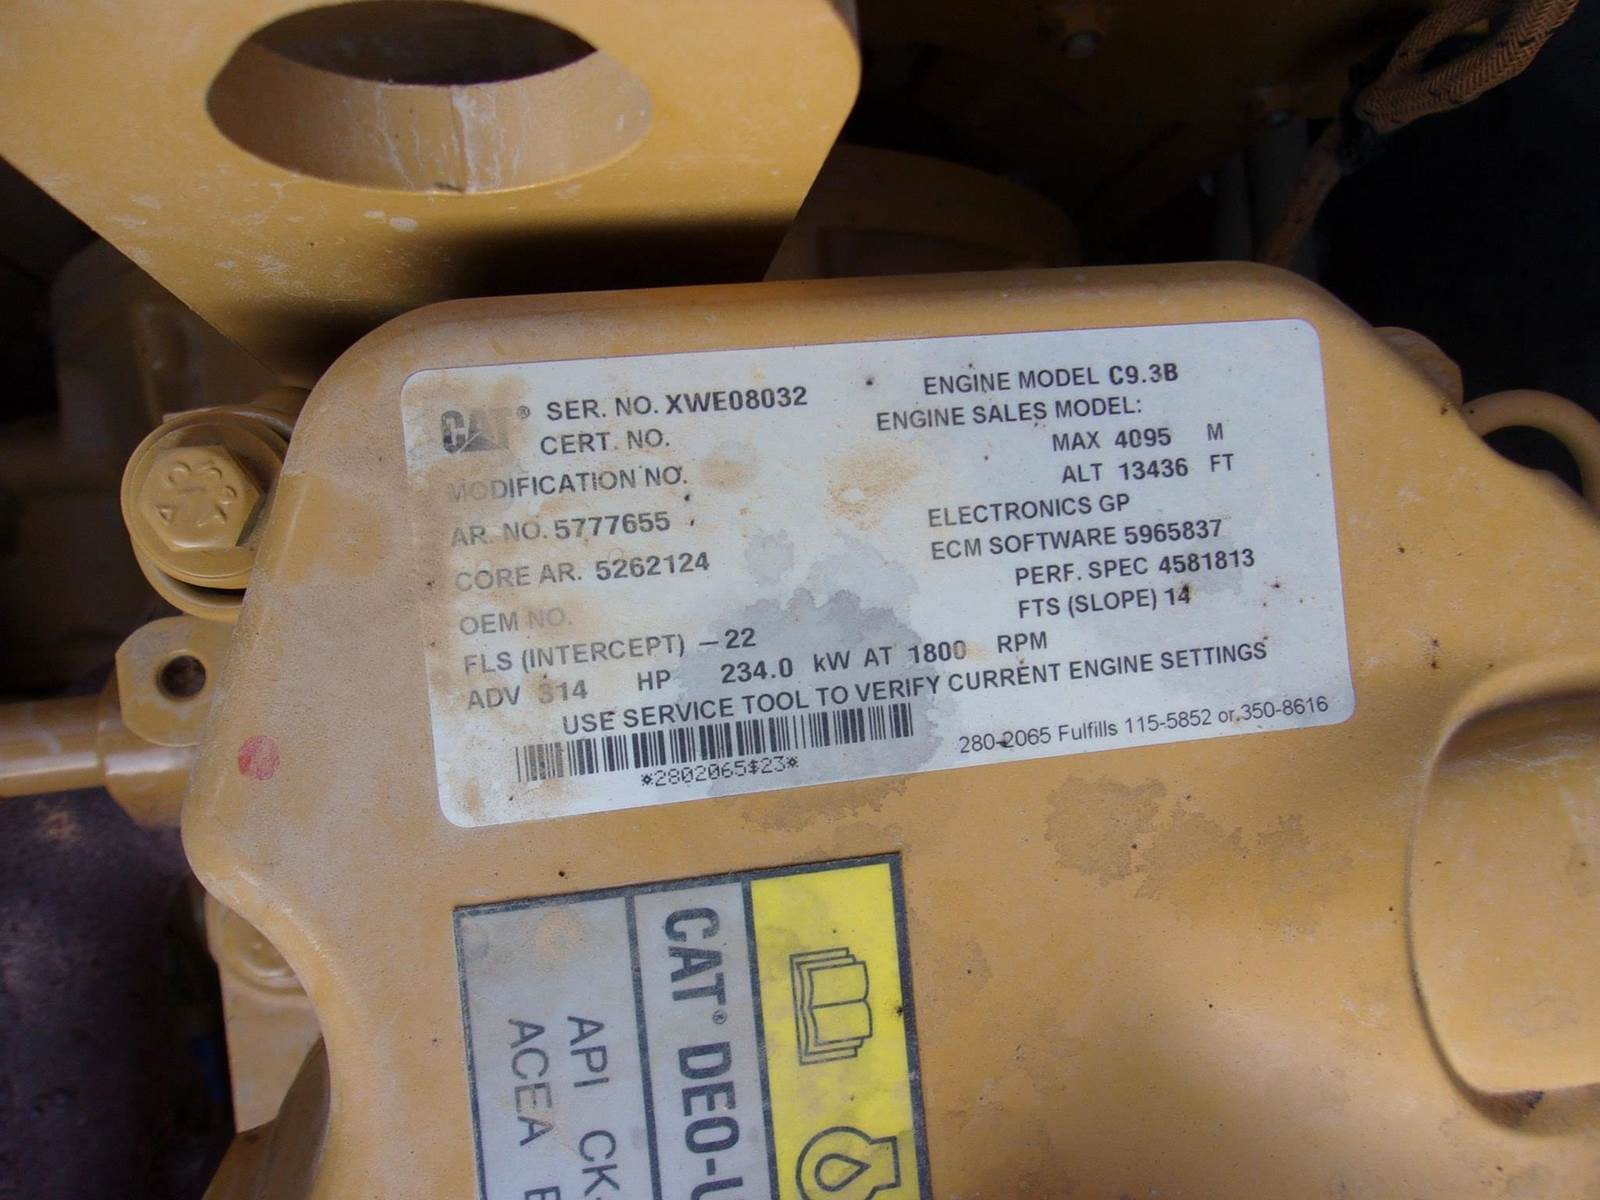 CAT® SER. NO. XWE08032 ENGINE MODEL C9.3B
CERT. NO. ENGINE SALES MODEL:
MODIFICATION NO. MAX 4095 M
ALT 13436 FT
AR. NO. 5777655 ELECTRONICS GP
CORE AR. 5262124 ECM SOFTWARE 5965837
OEM NO. PERF. SPEC 4581813
FLS (INTERCEPT) -22 FTS (SLOPE) 14
ADV 314 HP 234.0 kW AT 1800 RPM
USE SERVICE TOOL TO VERIFY CURRENT ENGINE SETTINGS
*2802065$23* 280-2065 Fulfills 115-5852 or 350-8616
CAT® DEO-U
API CK-
ACEA E